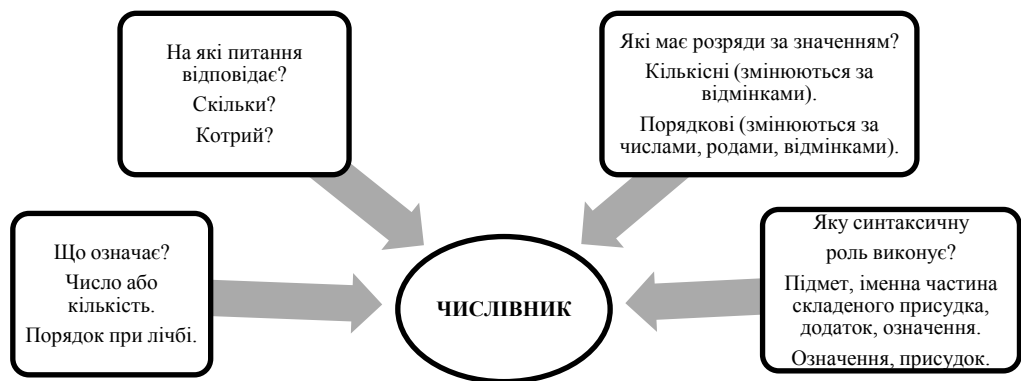 На які питання
відповідає?
Скільки?
Котрий?
Які має розряди за значенням?
Кількісні (змінюються за
відмінками).
Порядкові (змінюються за
числами, родами, відмінками).
Що означає?
Число або
кількість.
Порядок при лічбі.
ЧИСЛІВНИК
Яку синтаксичну
роль виконує?
Підмет, іменна частина
складеного присудка,
додаток, означення.
Означення, присудок.